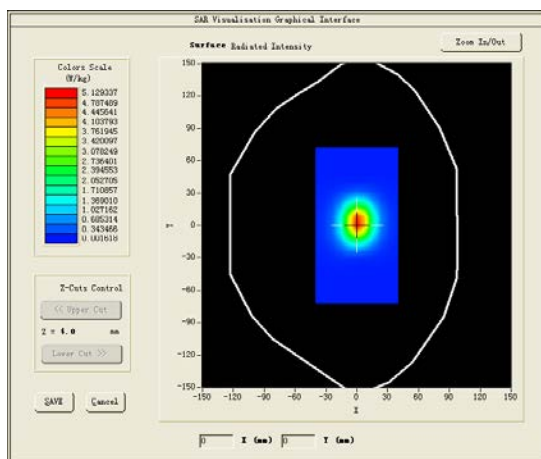 SAR Visualisation Graphical Interface
Surface Radiated Intensity
Zoom In/Out
Colors Scale
(W/kg)
5.129337
4.787489
4.445641
4.103793
3.761945
3.420097
3.078249
2.736401
2.394553
2.052705
1.710857
1.369010
1.027162
0.685314
0.343466
0.001618
150
120
90
60
30
0
-30
-60
-90
-120
-150
Y
-150 -120 -90 -60 -30 0 30 60 90 120 150
X
Z-Cuts Control
<< Upper Cut
Z = 4.0 mm
Lower Cut >>
SAVE Cancel
0 X (mm) 0 Y (mm)